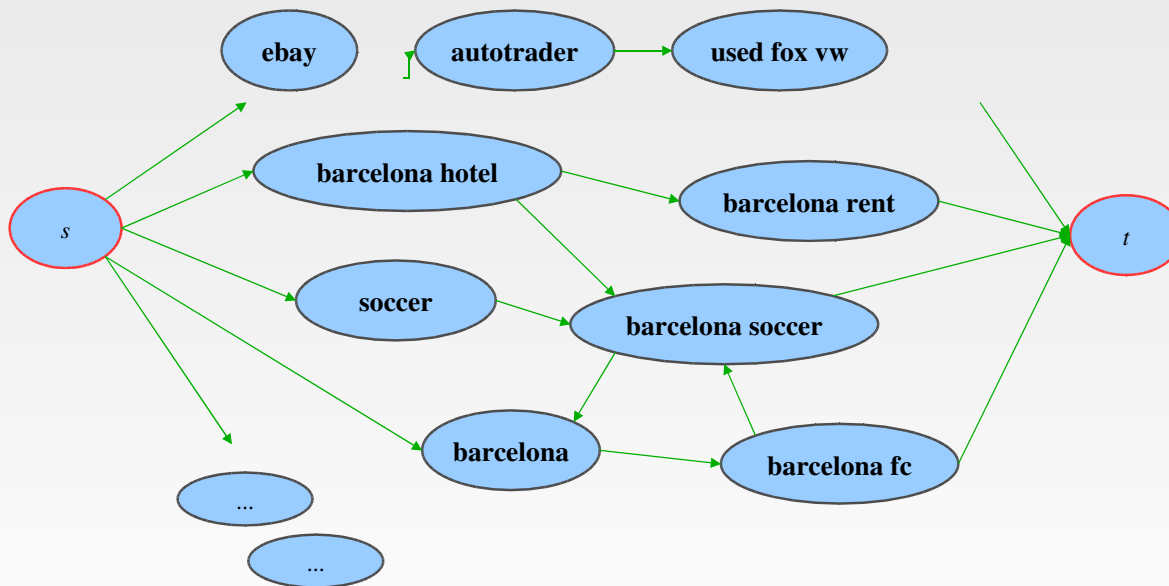 ebay
autotrader
used fox vw
barcelona hotel
barcelona rent
s
t
soccer
barcelona soccer
barcelona
barcelona fc
...
...